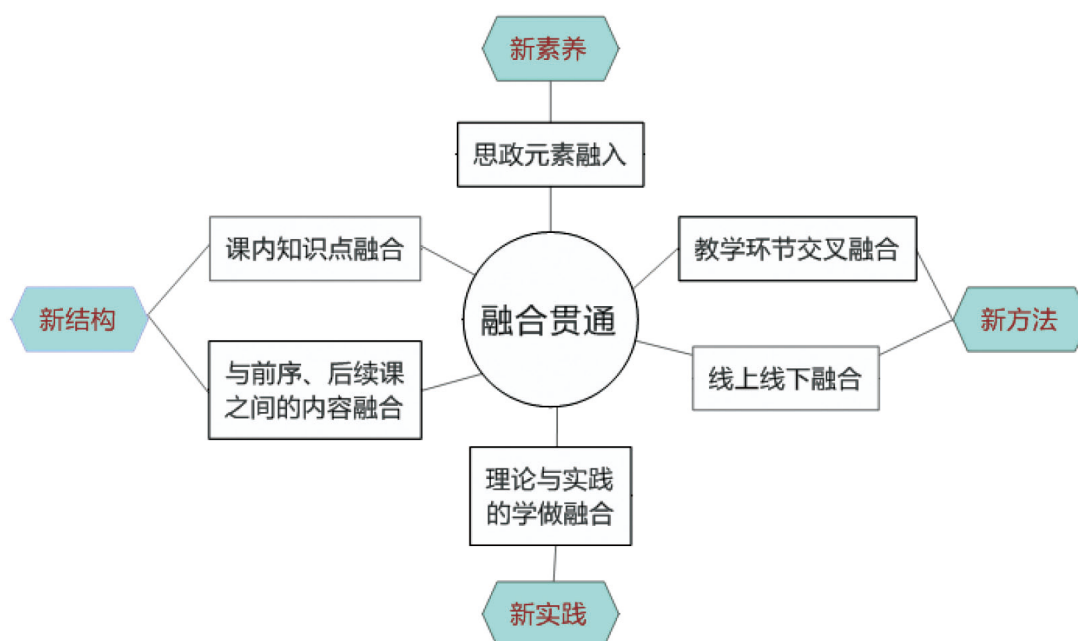 新素养
思政元素融入
课内知识点融合
教学环节交叉融合
新结构
融合贯通
新方法
与前序、后续课
之间的内容融合
线上线下融合
理论与实践
的学做融合
新实践